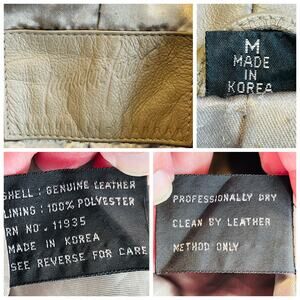 M
MADE
IN
KOREA
SHELL: GENUINE LEATHER
LINING: 100% POLYESTER
RN NO. 11935
MADE IN KOREA
SEE REVERSE FOR CARE
PROFESSIONALLY DRY
CLEAN BY LEATHER
METHOD ONLY